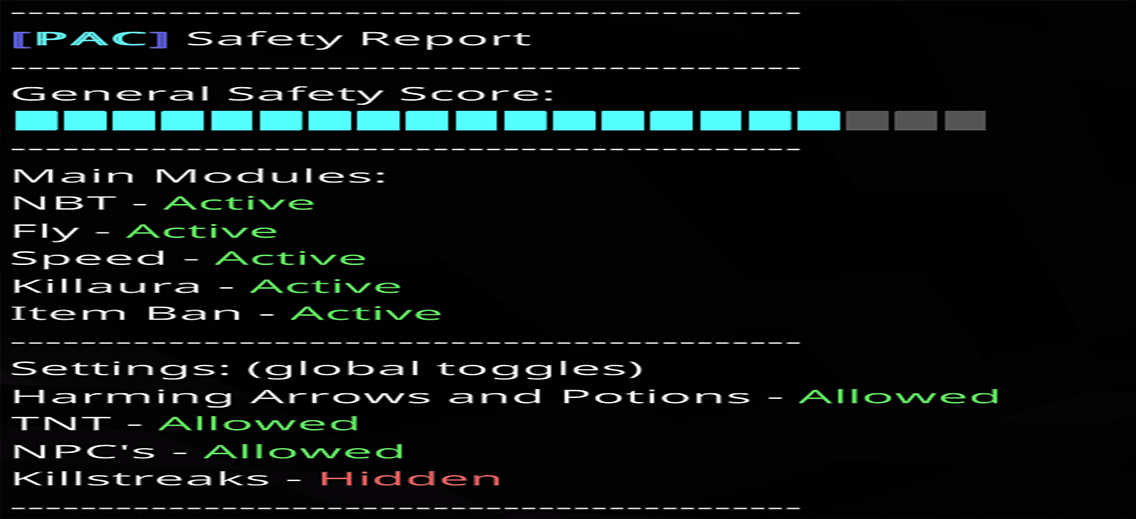 ---------------------------------------------
[PAC] Safety Report
---------------------------------------------
General Safety Score:
---------------------------------------------
Main Modules:
NBT - Active
Fly - Active
Speed - Active
Killaura - Active
Item Ban - Active
---------------------------------------------
Settings: (global toggles)
Harming Arrows and Potions - Allowed
TNT - Allowed
NPC's - Allowed
Killstreaks - Hidden
---------------------------------------------